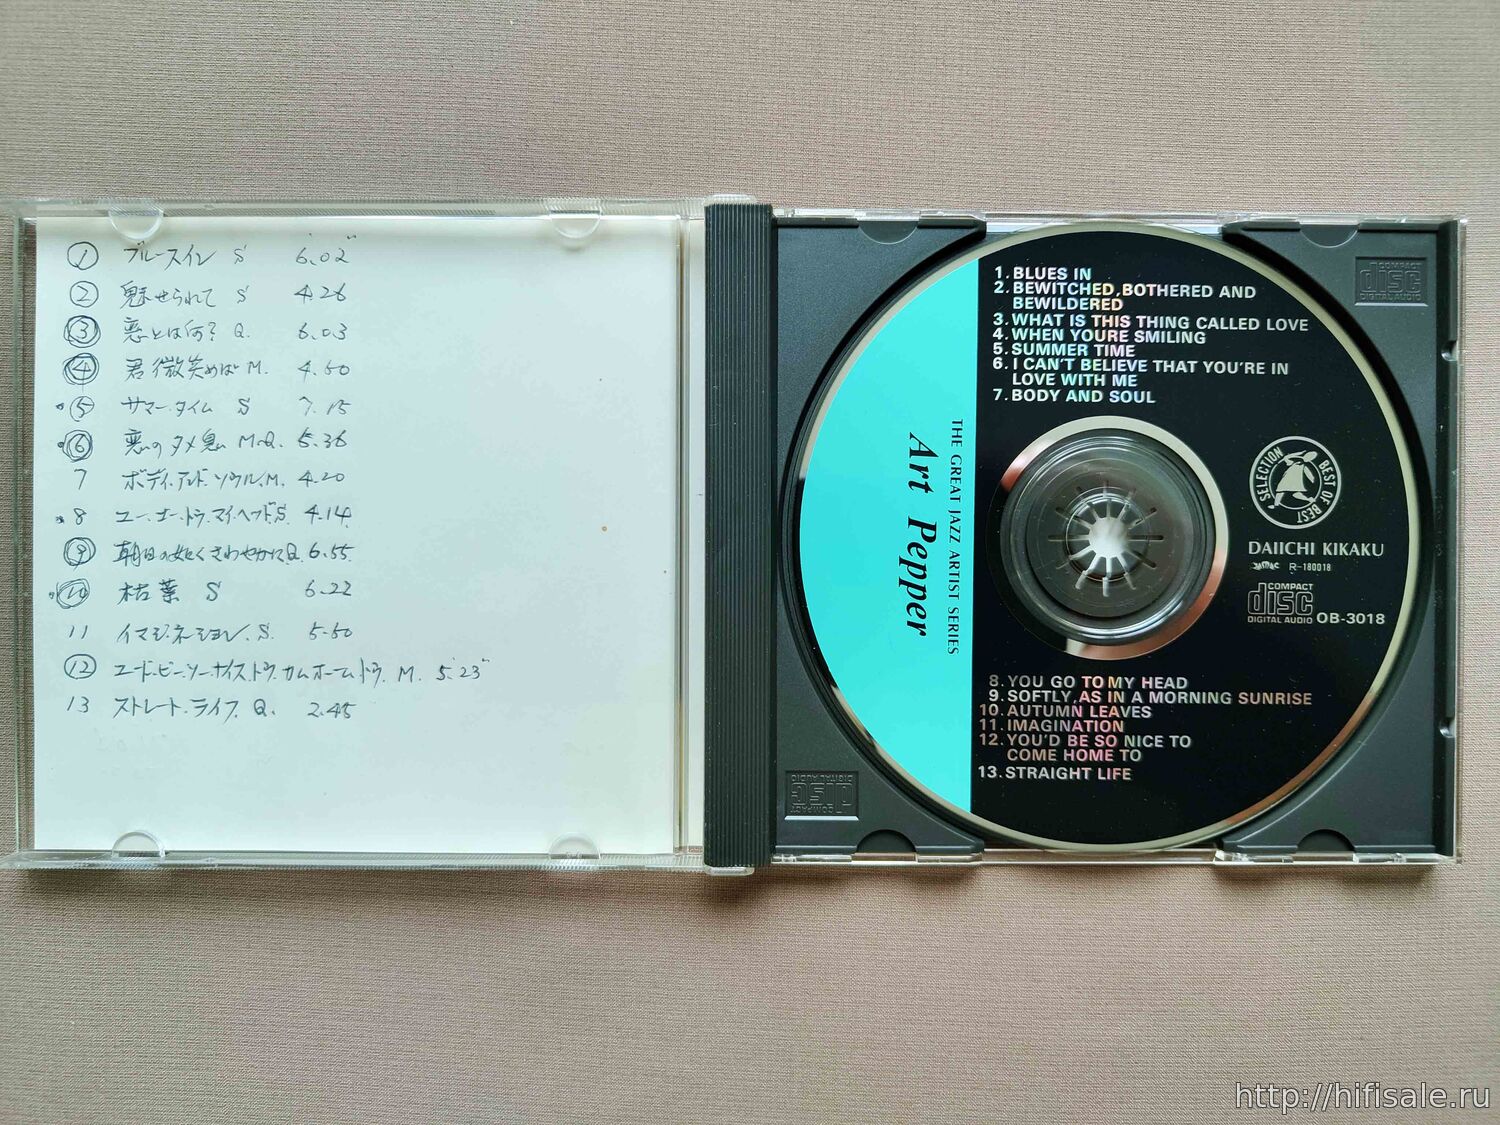 ① ブルースイン S 6.02"
② 魅せられて S 4.26
③ 恋とは何? Q. 6.03
④ 君微笑めば M. 4.50
⑤ サマー・タイム S 7.15
⑥ 恋のタメ息 M.Q. 5.36
7 ボディ・アンド・ソウル.M. 4.20
8 ユー・ゴー・トゥ・マイ・ヘッド S. 4.14
⑨ 朝日の如くさわやかに Q. 6.55
⑩ 枯葉 S 6.22
11 イマジネーション. S. 5.50
⑫ ユード・ビー・ソー・ナイス・トゥ・カムホーム・トゥ. M. 5.23"
13 ストレート・ライフ. Q. 2.45
COMPACT
disc
DIGITAL AUDIO
1. BLUES IN
2. BEWITCHED, BOTHERED AND
BEWILDERED
3. WHAT IS THIS THING CALLED LOVE
4. WHEN YOURE SMILING
5. SUMMER TIME
6. I CAN'T BELIEVE THAT YOU'RE IN
LOVE WITH ME
7. BODY AND SOUL
THE GREAT JAZZ ARTIST SERIES
Art Pepper
SELECTION
BEST OF BEST
DAIICHI KIKAKU
R-180018
COMPACT
disc
DIGITAL AUDIO
OB-3018
8. YOU GO TO MY HEAD
9. SOFTLY, AS IN A MORNING SUNRISE
10. AUTUMN LEAVES
11. IMAGINATION
12. YOU'D BE SO NICE TO
COME HOME TO
13. STRAIGHT LIFE
COMPACT
disc
DIGITAL AUDIO
http://hifisale.ru